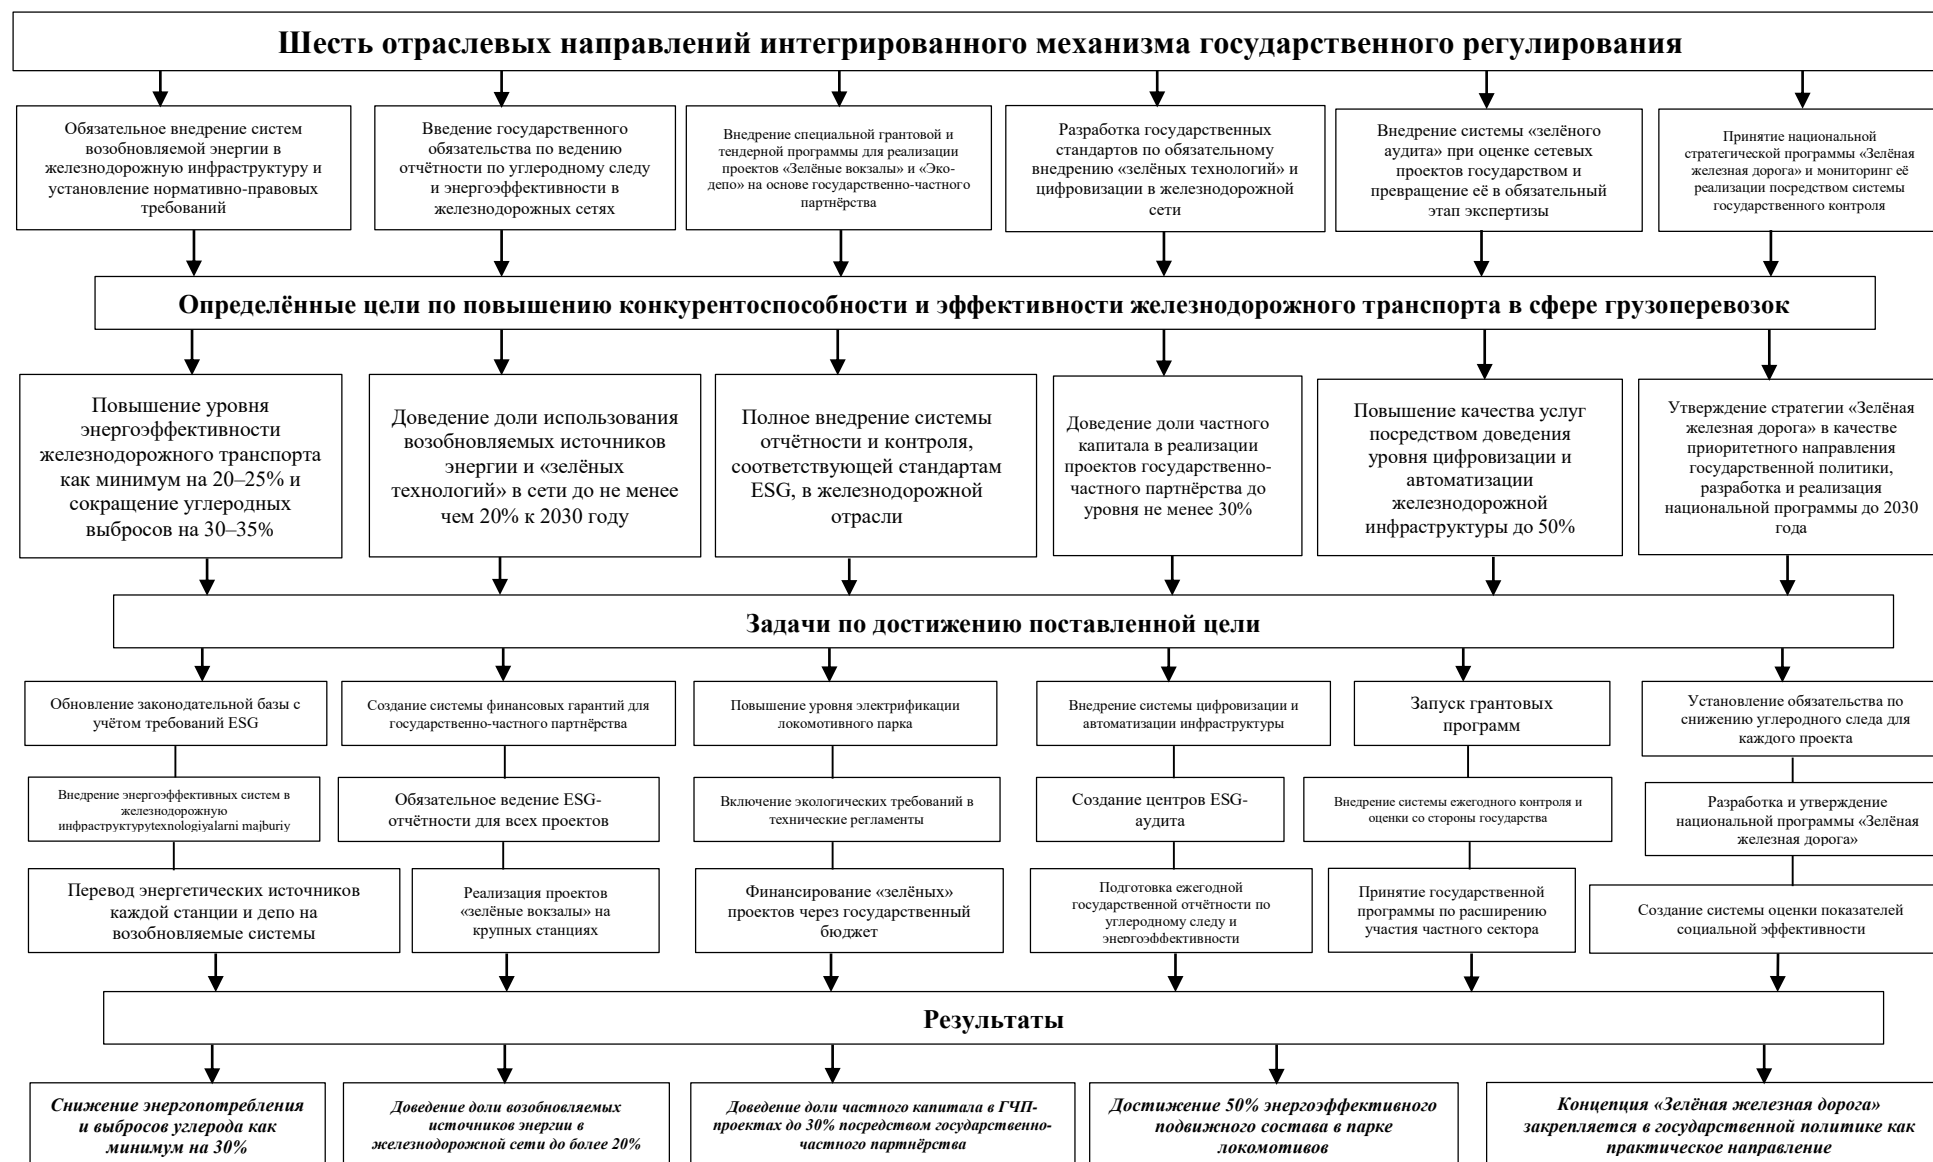 Шесть отраслевых направлений интегрированного механизма государственного регулирования
Обязательное внедрение систем
возобновляемой энергии в
железнодорожную инфраструктуру и
установление нормативно-правовых
требований
Введение государственного
обязательства по ведению
отчётности по углеродному следу
и энергоэффективности в
железнодорожных сетях
Внедрение специальной грантовой и
тендерной программы для реализации
проектов «Зелёные вокзалы» и «Эко-
депо» на основе государственно-частного
партнёрства
Разработка государственных
стандартов по обязательному
внедрению «зелёных технологий» и
цифровизации в железнодорожной
сети
Внедрение системы «зелёного
аудита» при оценке сетевых
проектов государством и
превращение её в обязательный
этап экспертизы
Принятие национальной
стратегической программы «Зелёная
железная дорога» и мониторинг её
реализации посредством системы
государственного контроля
Определённые цели по повышению конкурентоспособности и эффективности железнодорожного транспорта в сфере грузоперевозок
Повышение уровня
энергоэффективности
железнодорожного транспорта
как минимум на 20–25% и
сокращение углеродных
выбросов на 30–35%
Доведение доли использования
возобновляемых источников
энергии и «зелёных
технологий» в сети до не менее
чем 20% к 2030 году
Полное внедрение системы
отчётности и контроля,
соответствующей стандартам
ESG, в железнодорожной
отрасли
Доведение доли частного
капитала в реализации
проектов государственно-
частного партнёрства до
уровня не менее 30%
Повышение качества услуг
посредством доведения
уровня цифровизации и
автоматизации
железнодорожной
инфраструктуры до 50%
Утверждение стратегии «Зелёная
железная дорога» в качестве
приоритетного направления
государственной политики,
разработка и реализация
национальной программы до 2030
года
Задачи по достижению поставленной цели
Обновление законодательной базы с
учётом требований ESG
Создание системы финансовых гарантий для
государственно-частного партнёрства
Повышение уровня электрификации
локомотивного парка
Внедрение системы цифровизации и
автоматизации инфраструктуры
Запуск грантовых
программ
Установление обязательства по
снижению углеродного следа для
каждого проекта
Внедрение энергоэффективных систем в
железнодорожную
инфраструктуруtexnologiyalarni majburiy
Обязательное ведение ESG-
отчётности для всех проектов
Включение экологических требований в
технические регламенты
Создание центров ESG-
аудита
Внедрение системы ежегодного контроля и
оценки со стороны государства
Разработка и утверждение
национальной программы «Зелёная
железная дорога»
Перевод энергетических источников
каждой станции и депо на
возобновляемые системы
Реализация проектов
«зелёные вокзалы» на
крупных станциях
Финансирование «зелёных»
проектов через государственный
бюджет
Подготовка ежегодной
государственной отчётности по
углеродному следу и
энергоэффективности
Принятие государственной
программы по расширению
участия частного сектора
Создание системы оценки показателей
социальной эффективности
Результаты
Снижение энергопотребления
и выбросов углерода как
минимум на 30%
Доведение доли возобновляемых
источников энергии в
железнодорожной сети до более 20%
Доведение доли частного капитала в ГЧП-
проектах до 30% посредством государственно-
частного партнёрства
Достижение 50% энергоэффективного
подвижного состава в парке
локомотивов
Концепция «Зелёная железная дорога»
закрепляется в государственной политике как
практическое направление